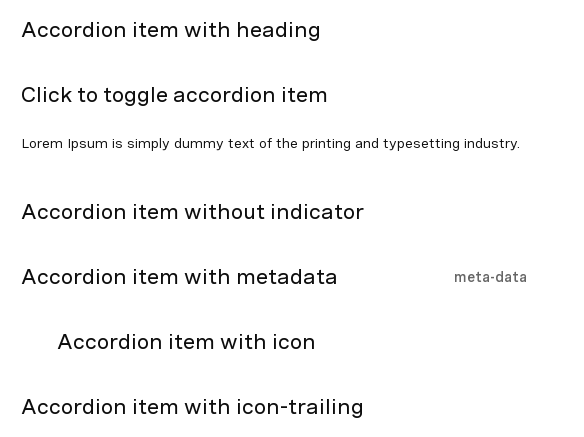 Accordion item with heading
Click to toggle accordion item
Lorem Ipsum is simply dummy text of the printing and typesetting industry.
Accordion item without indicator
Accordion item with metadata meta-data
Accordion item with icon
Accordion item with icon-trailing